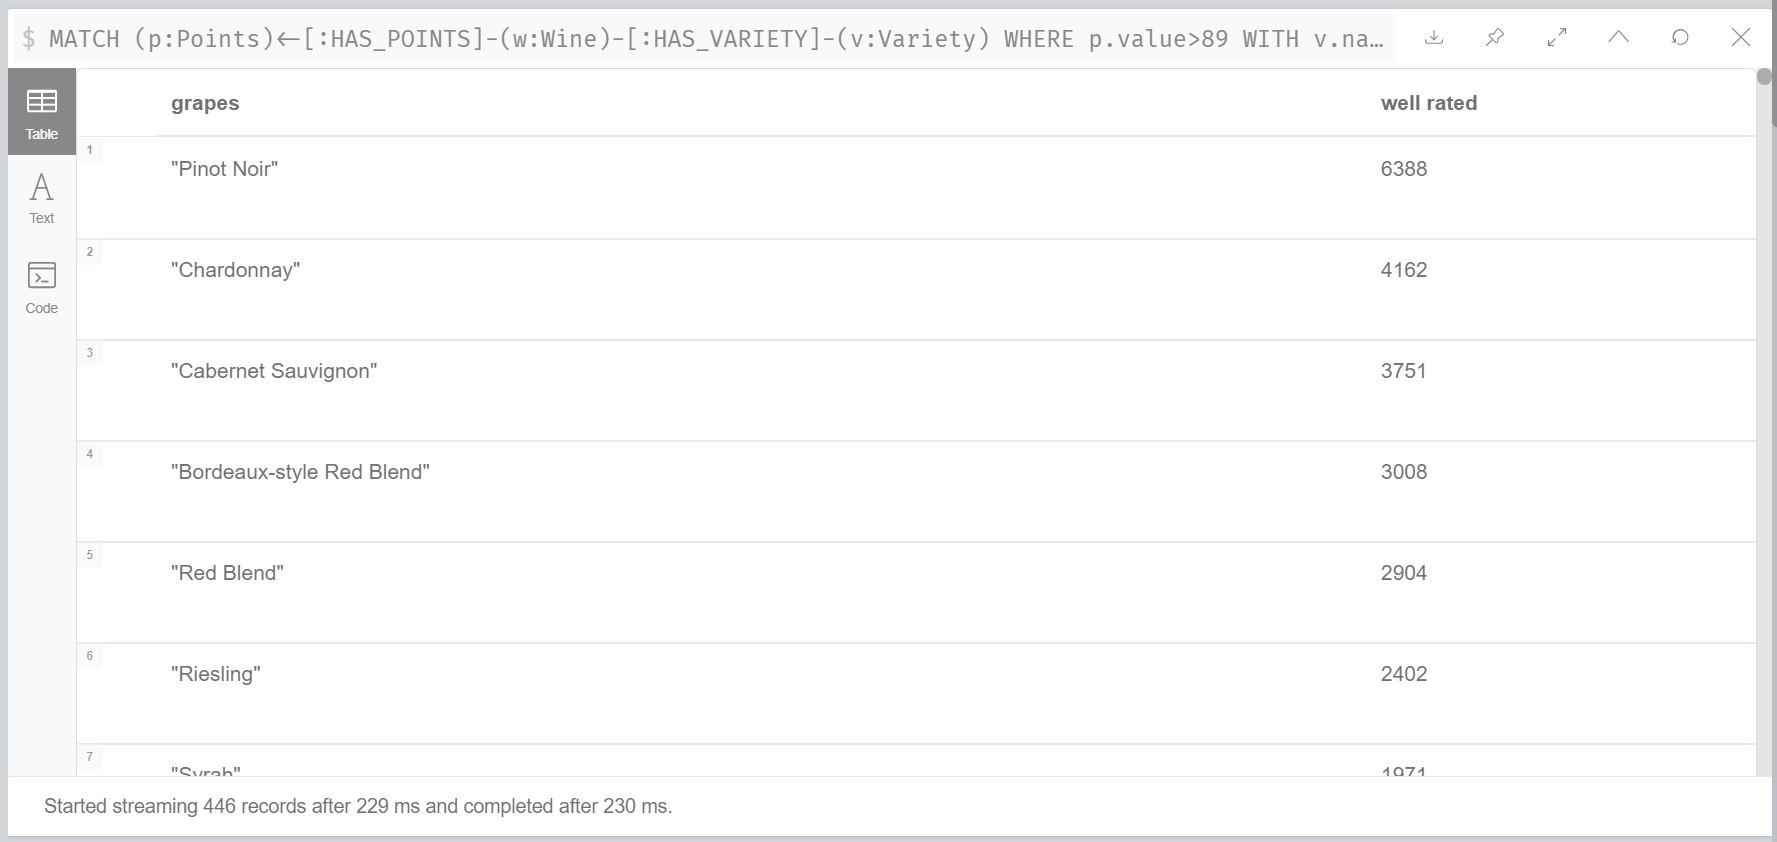 $ MATCH (p:Points)<-[:HAS_POINTS]-(w:Wine)-[:HAS_VARIETY]-(v:Variety) WHERE p.value>89 WITH v.na…
Table
Text
Code
grapes well rated
1 "Pinot Noir" 6388
2 "Chardonnay" 4162
3 "Cabernet Sauvignon" 3751
4 "Bordeaux-style Red Blend" 3008
5 "Red Blend" 2904
6 "Riesling" 2402
7 "Syrah" 1971
Started streaming 446 records after 229 ms and completed after 230 ms.